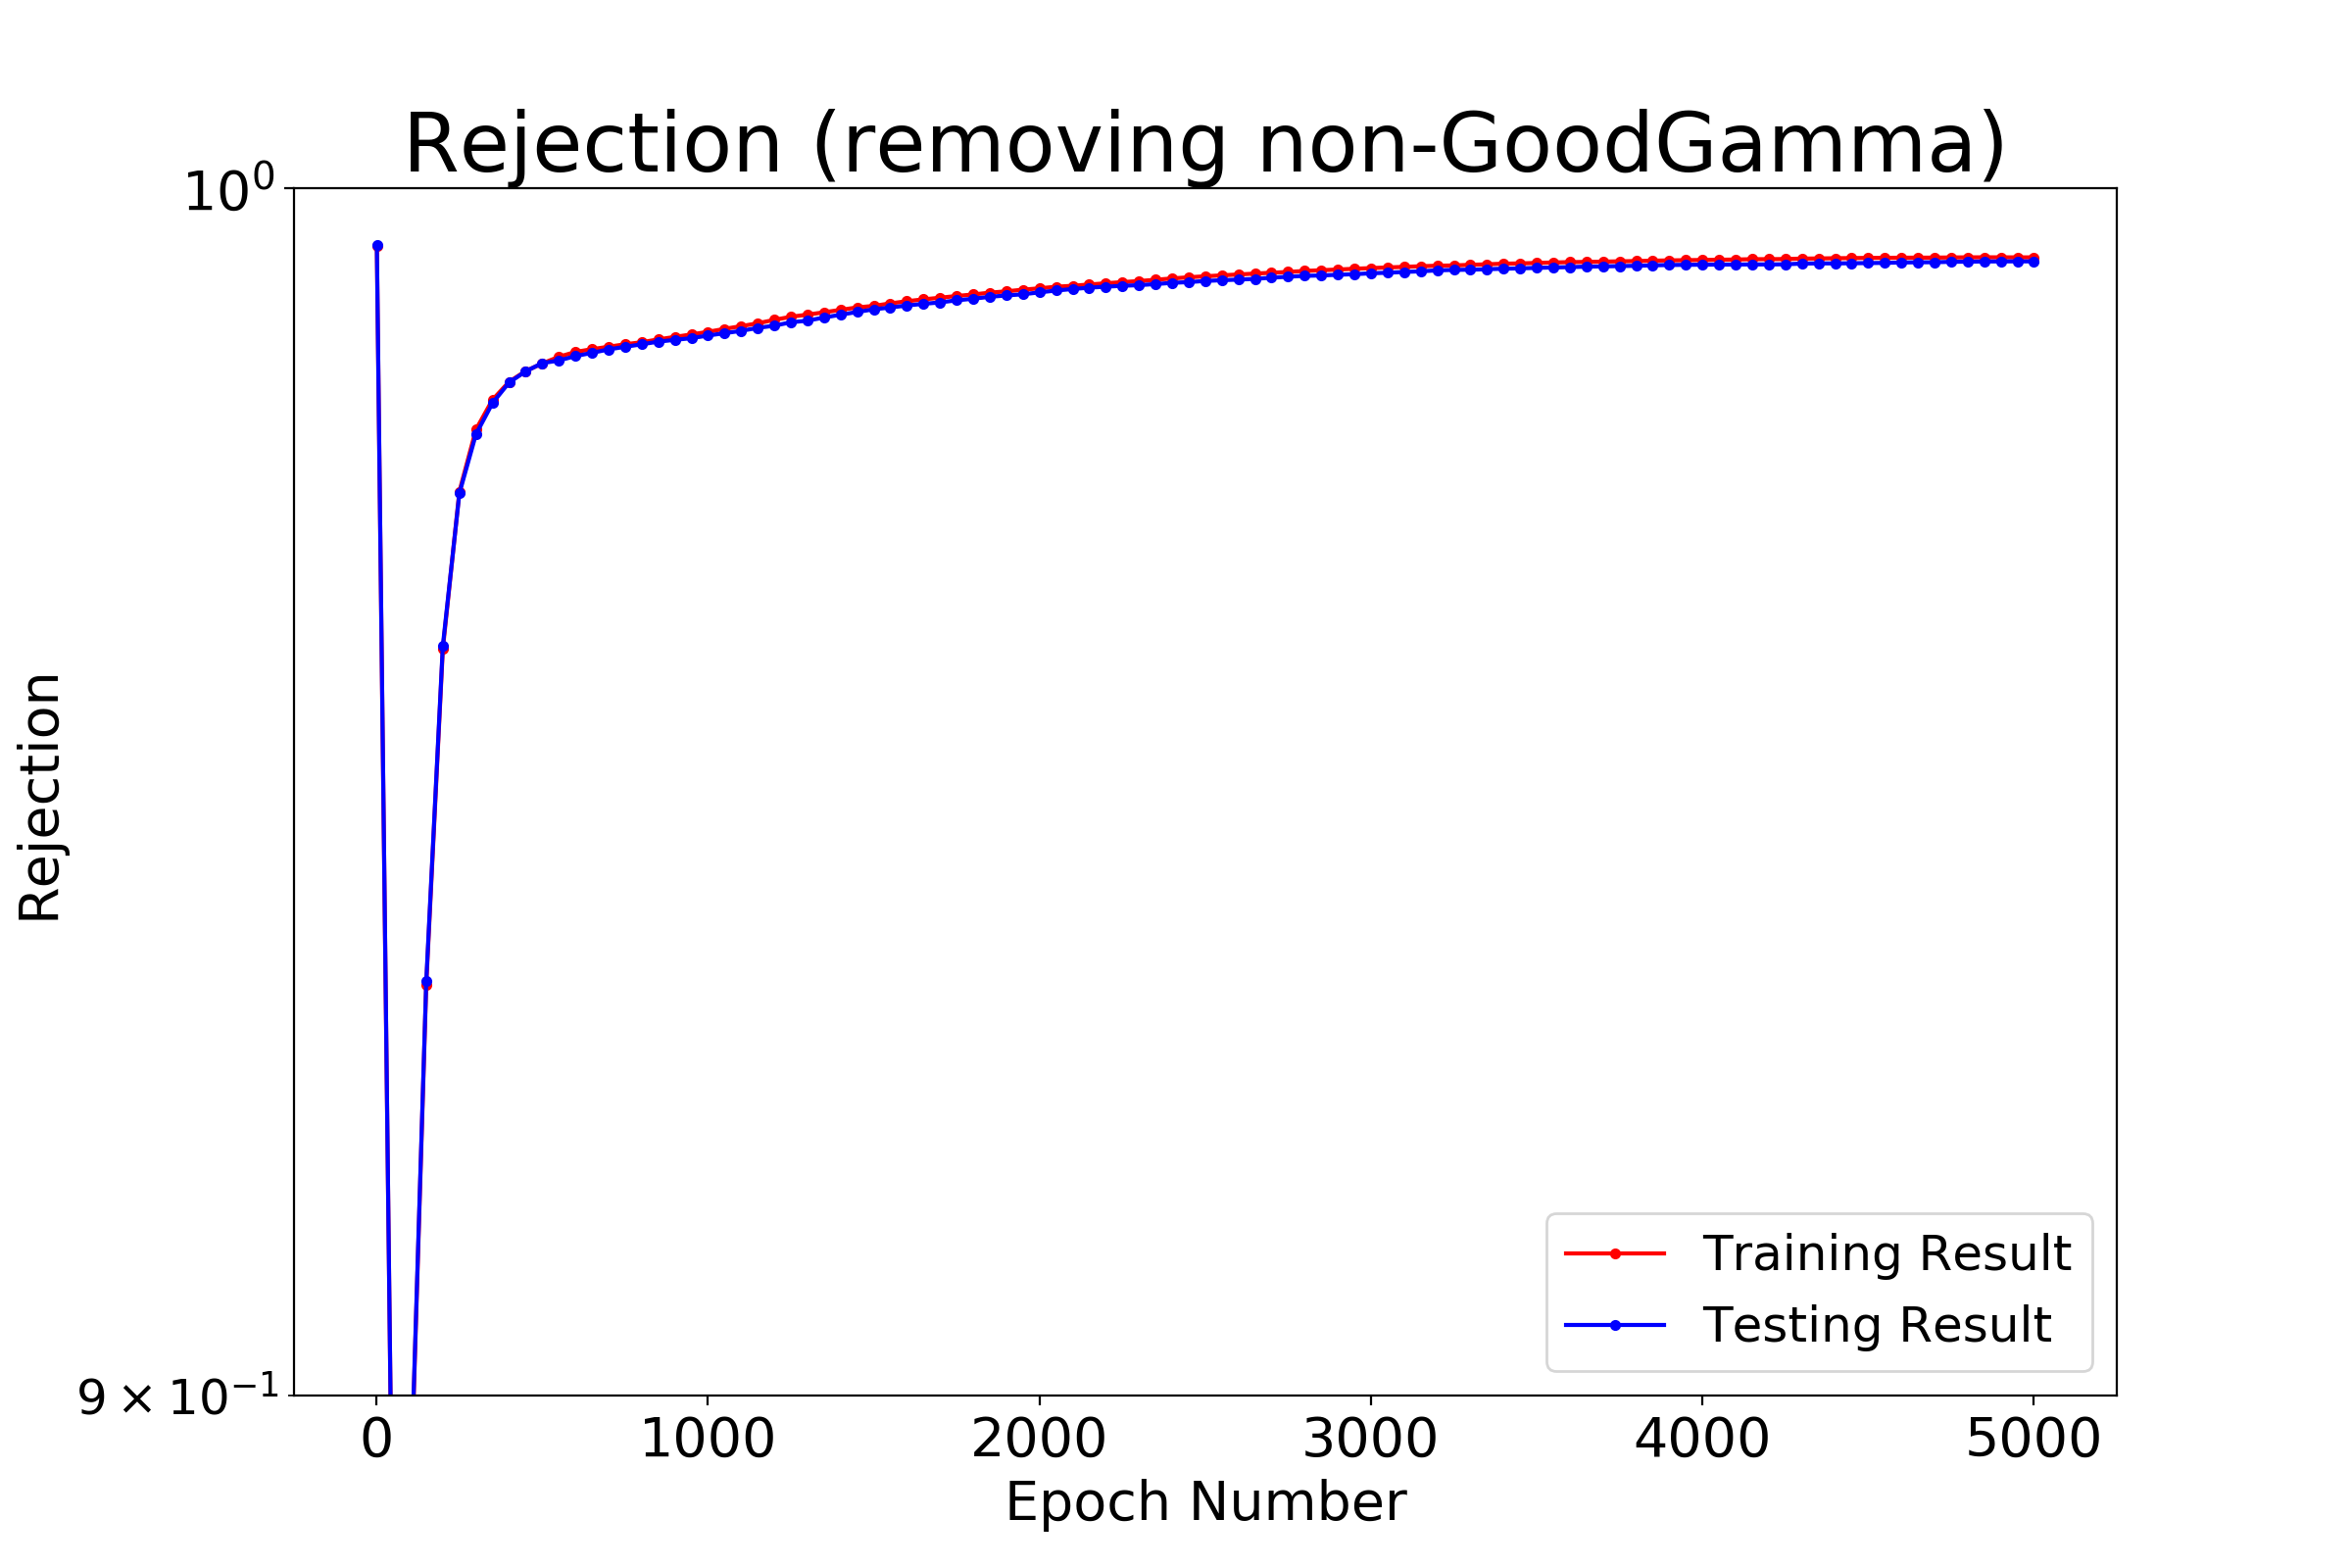 Rejection (removing non-GoodGamma)
10⁰
Rejection
9 × 10⁻¹
Training Result
Testing Result
0 1000 2000 3000 4000 5000
Epoch Number